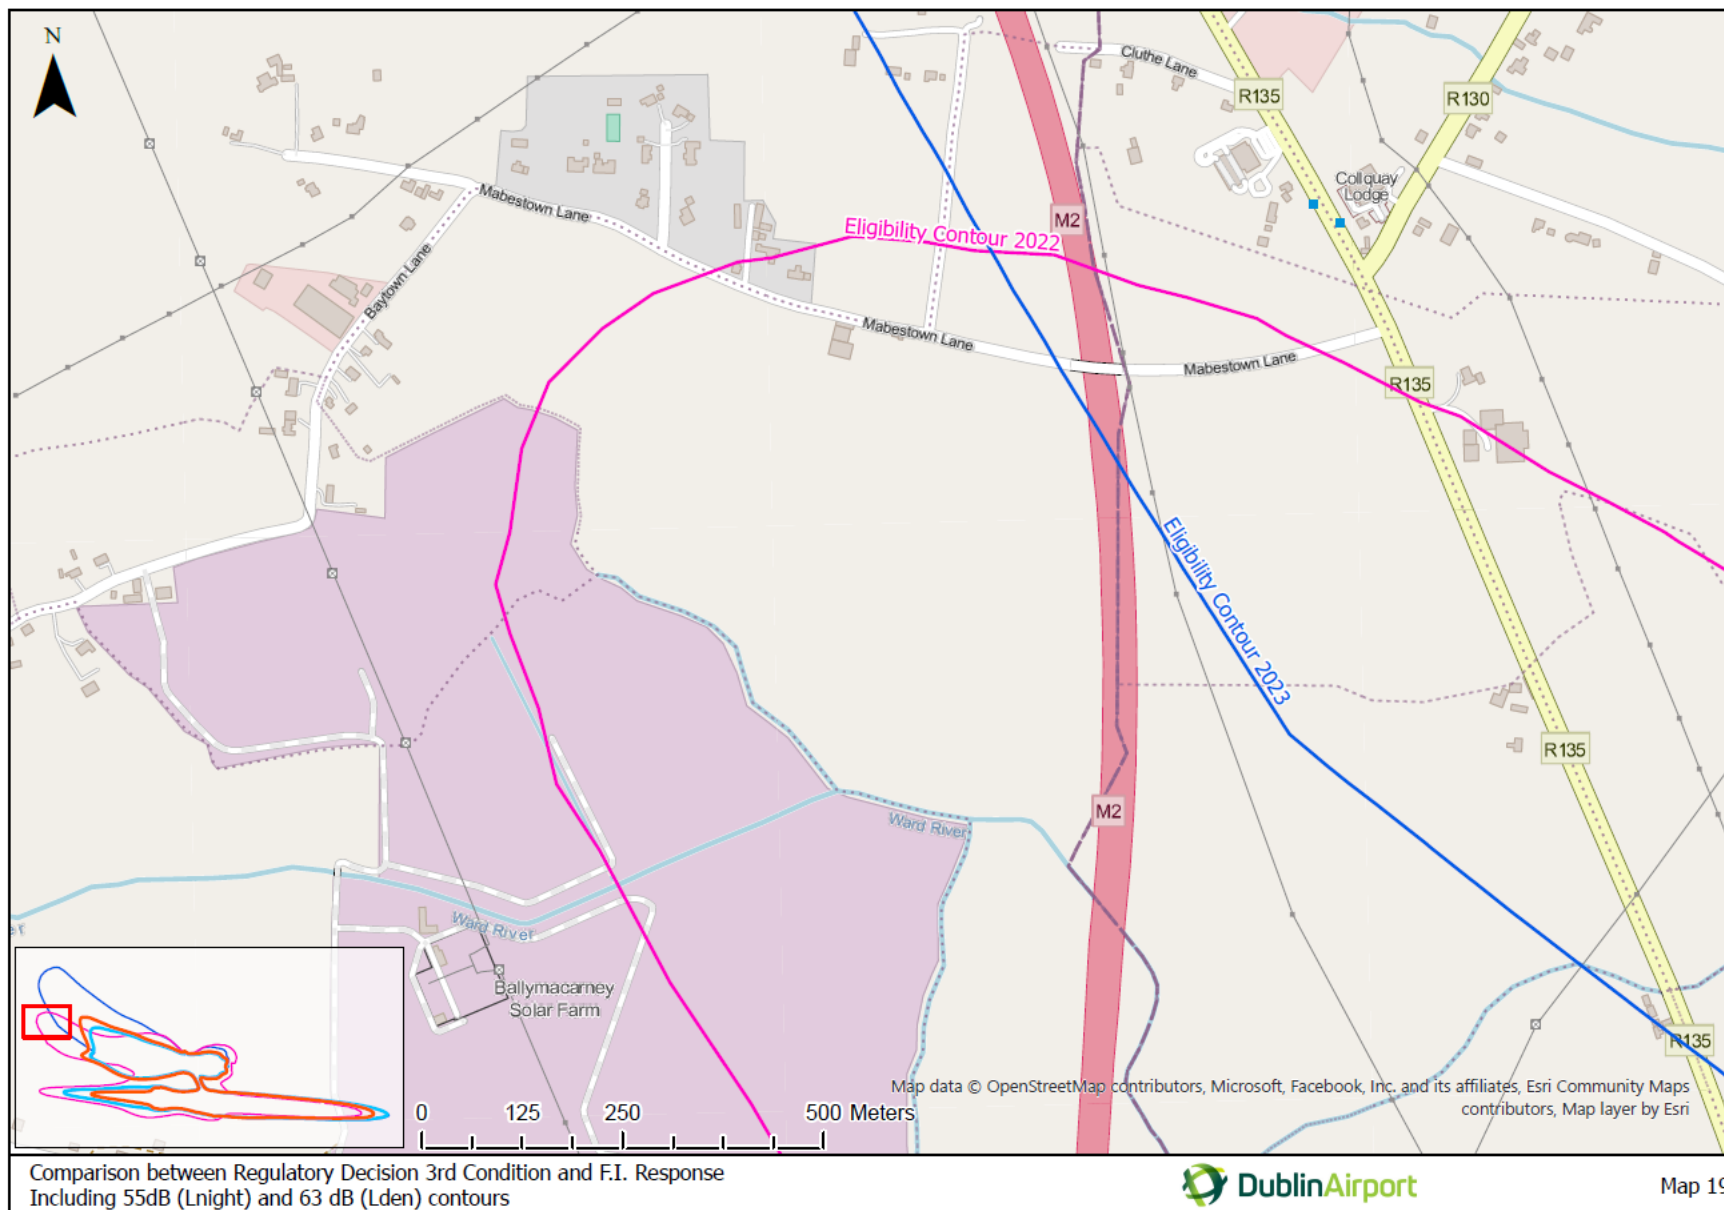 N
Cluthe Lane
R135
R130
Collquay
Lodge
Mabestown Lane
M2
Eligibility Contour 2022
Baytown Lane
Mabestown Lane
Mabestown Lane
R135
Eligibility Contour 2023
R135
M2
Ward River
Ward River
er
Ballymacarney
Solar Farm
R135
Map data © OpenStreetMap contributors, Microsoft, Facebook, Inc. and its affiliates, Esri Community Maps
contributors, Map layer by Esri
0 125 250 500 Meters
Comparison between Regulatory Decision 3rd Condition and F.I. Response
Including 55dB (Lnight) and 63 dB (Lden) contours
DublinAirport
Map 19